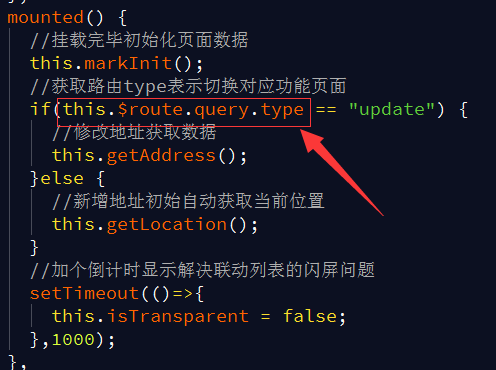 },
mounted() {
//挂载完毕初始化页面数据
this.markInit();
//获取路由type表示切换对应功能页面
if(this.$route.query.type == "update") {
//修改地址获取数据
this.getAddress();
}else {
//新增地址初始自动获取当前位置
this.getLocation();
}
//加个倒计时显示解决联动列表的闪屏问题
setTimeout(()=>{
this.isTransparent = false;
},1000);
},